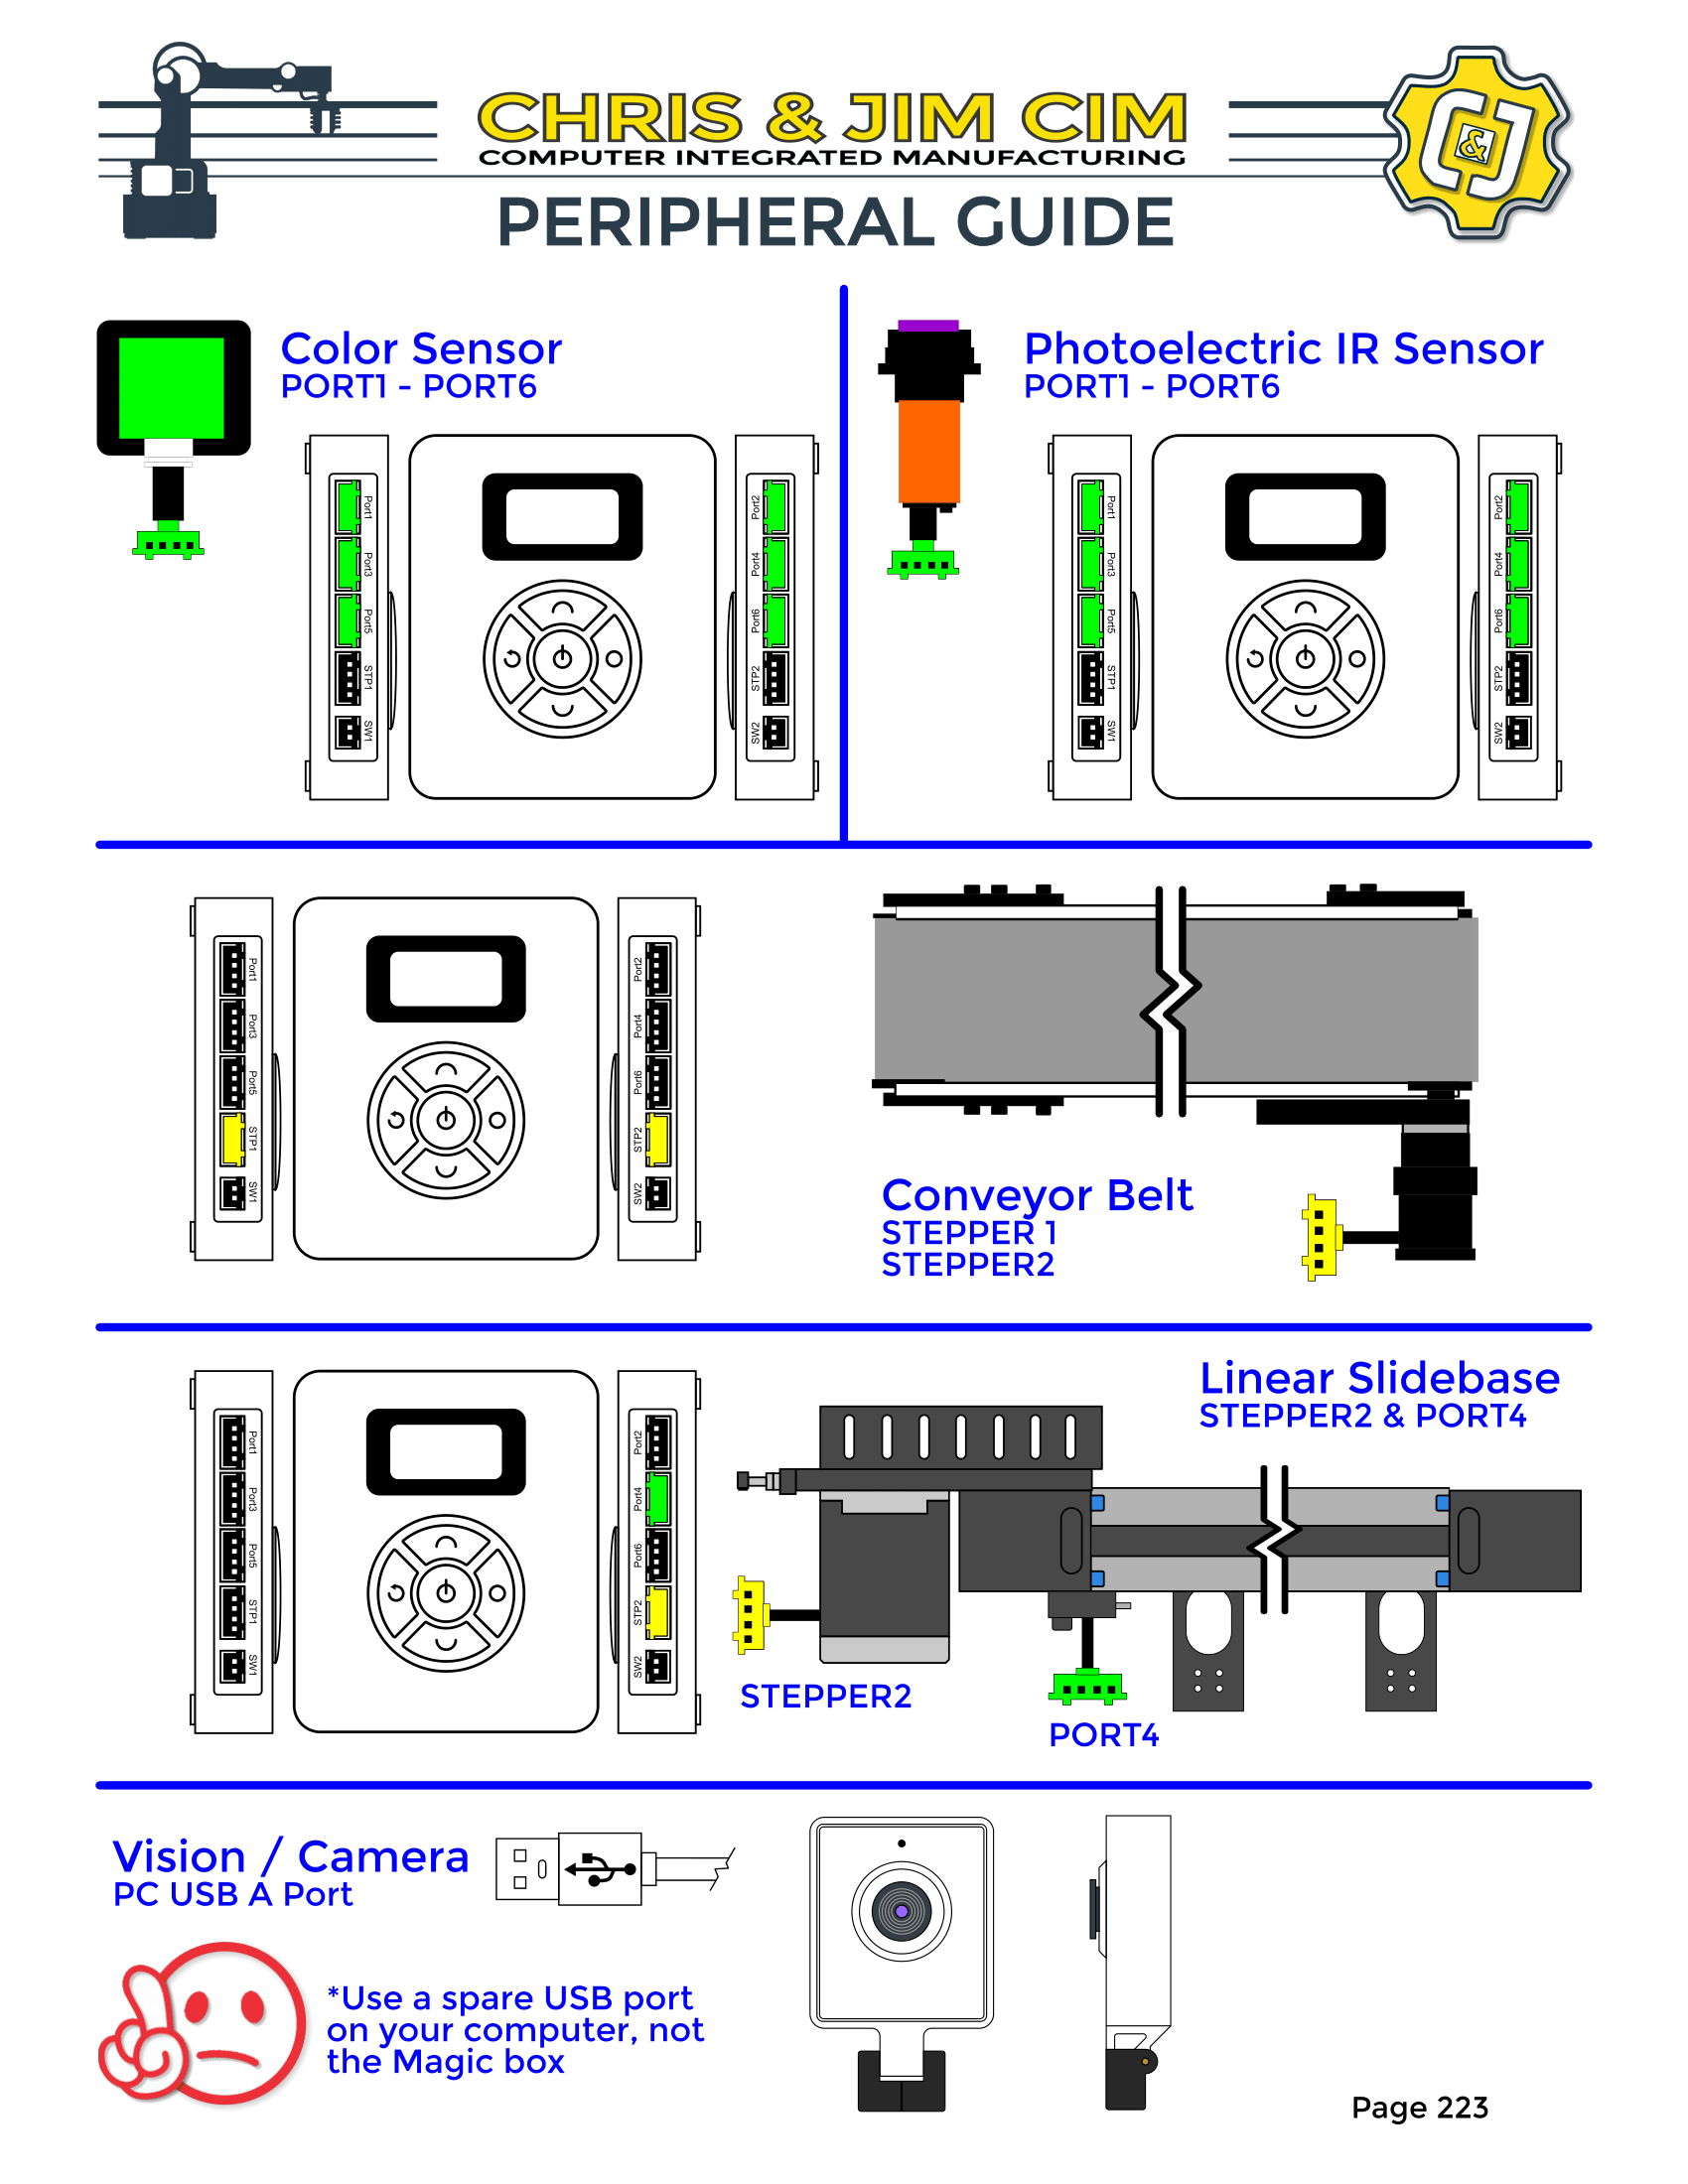 CHRIS & JIM CIM
COMPUTER INTEGRATED MANUFACTURING
C&J
PERIPHERAL GUIDE
Color Sensor
PORT1 - PORT6
Port1
Port3
Port5
STP1
SW1
Port2
Port4
Port6
STP2
SW2
Photoelectric IR Sensor
PORT1 - PORT6
Port1
Port3
Port5
STP1
SW1
Port2
Port4
Port6
STP2
SW2
Port1
Port3
Port5
STP1
SW1
Port2
Port4
Port6
STP2
SW2
Conveyor Belt
STEPPER 1
STEPPER2
Port1
Port3
Port5
STP1
SW1
Port2
Port4
Port6
STP2
SW2
Linear Slidebase
STEPPER2 & PORT4
STEPPER2
PORT4
Vision / Camera
PC USB A Port
*Use a spare USB port
on your computer, not
the Magic box
Page 223